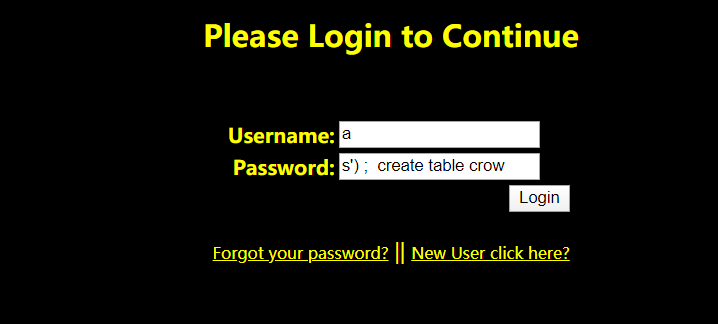 Please Login to Continue
Username: a
Password: s') ;  create table crow
Login
Forgot your password? || New User click here?